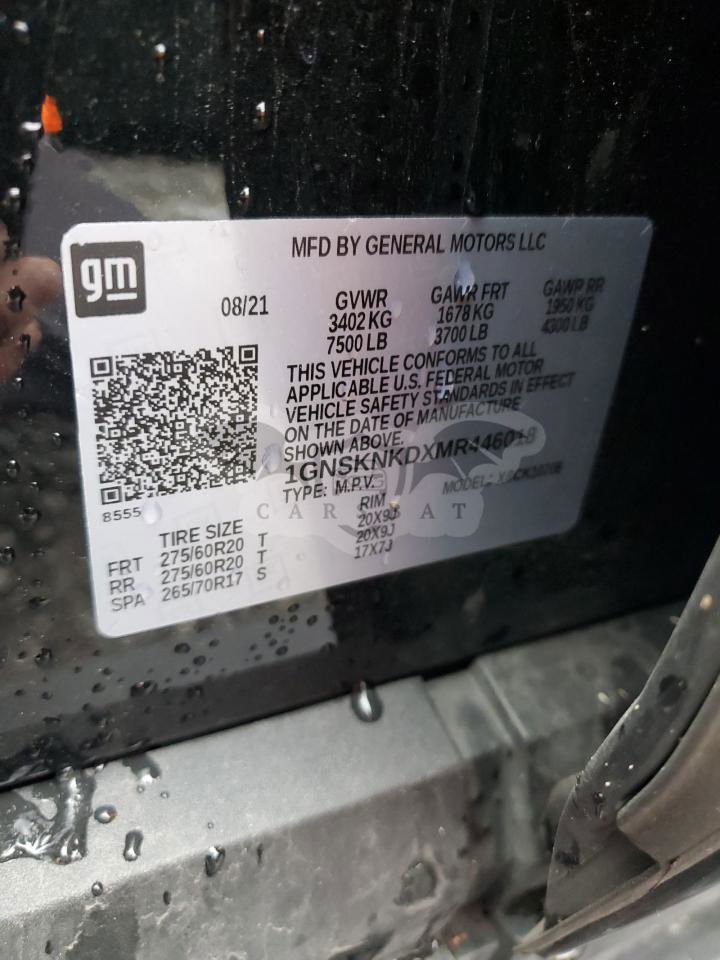 gm
MFD BY GENERAL MOTORS LLC
08/21
GVWR GAWR FRT GAWR RR
3402 KG 1678 KG 1950 KG
7500 LB 3700 LB 4300 LB
THIS VEHICLE CONFORMS TO ALL
APPLICABLE U.S. FEDERAL MOTOR
VEHICLE SAFETY STANDARDS IN EFFECT
ON THE DATE OF MANUFACTURE
SHOWN ABOVE.
1GNSKNKDXMR446018
TYPE: M.P.V. MODEL:
8555
TIRE SIZE RIM
FRT 275/60R20 T 20X9J
RR 275/60R20 T 20X9J
SPA 265/70R17 S 17X7J